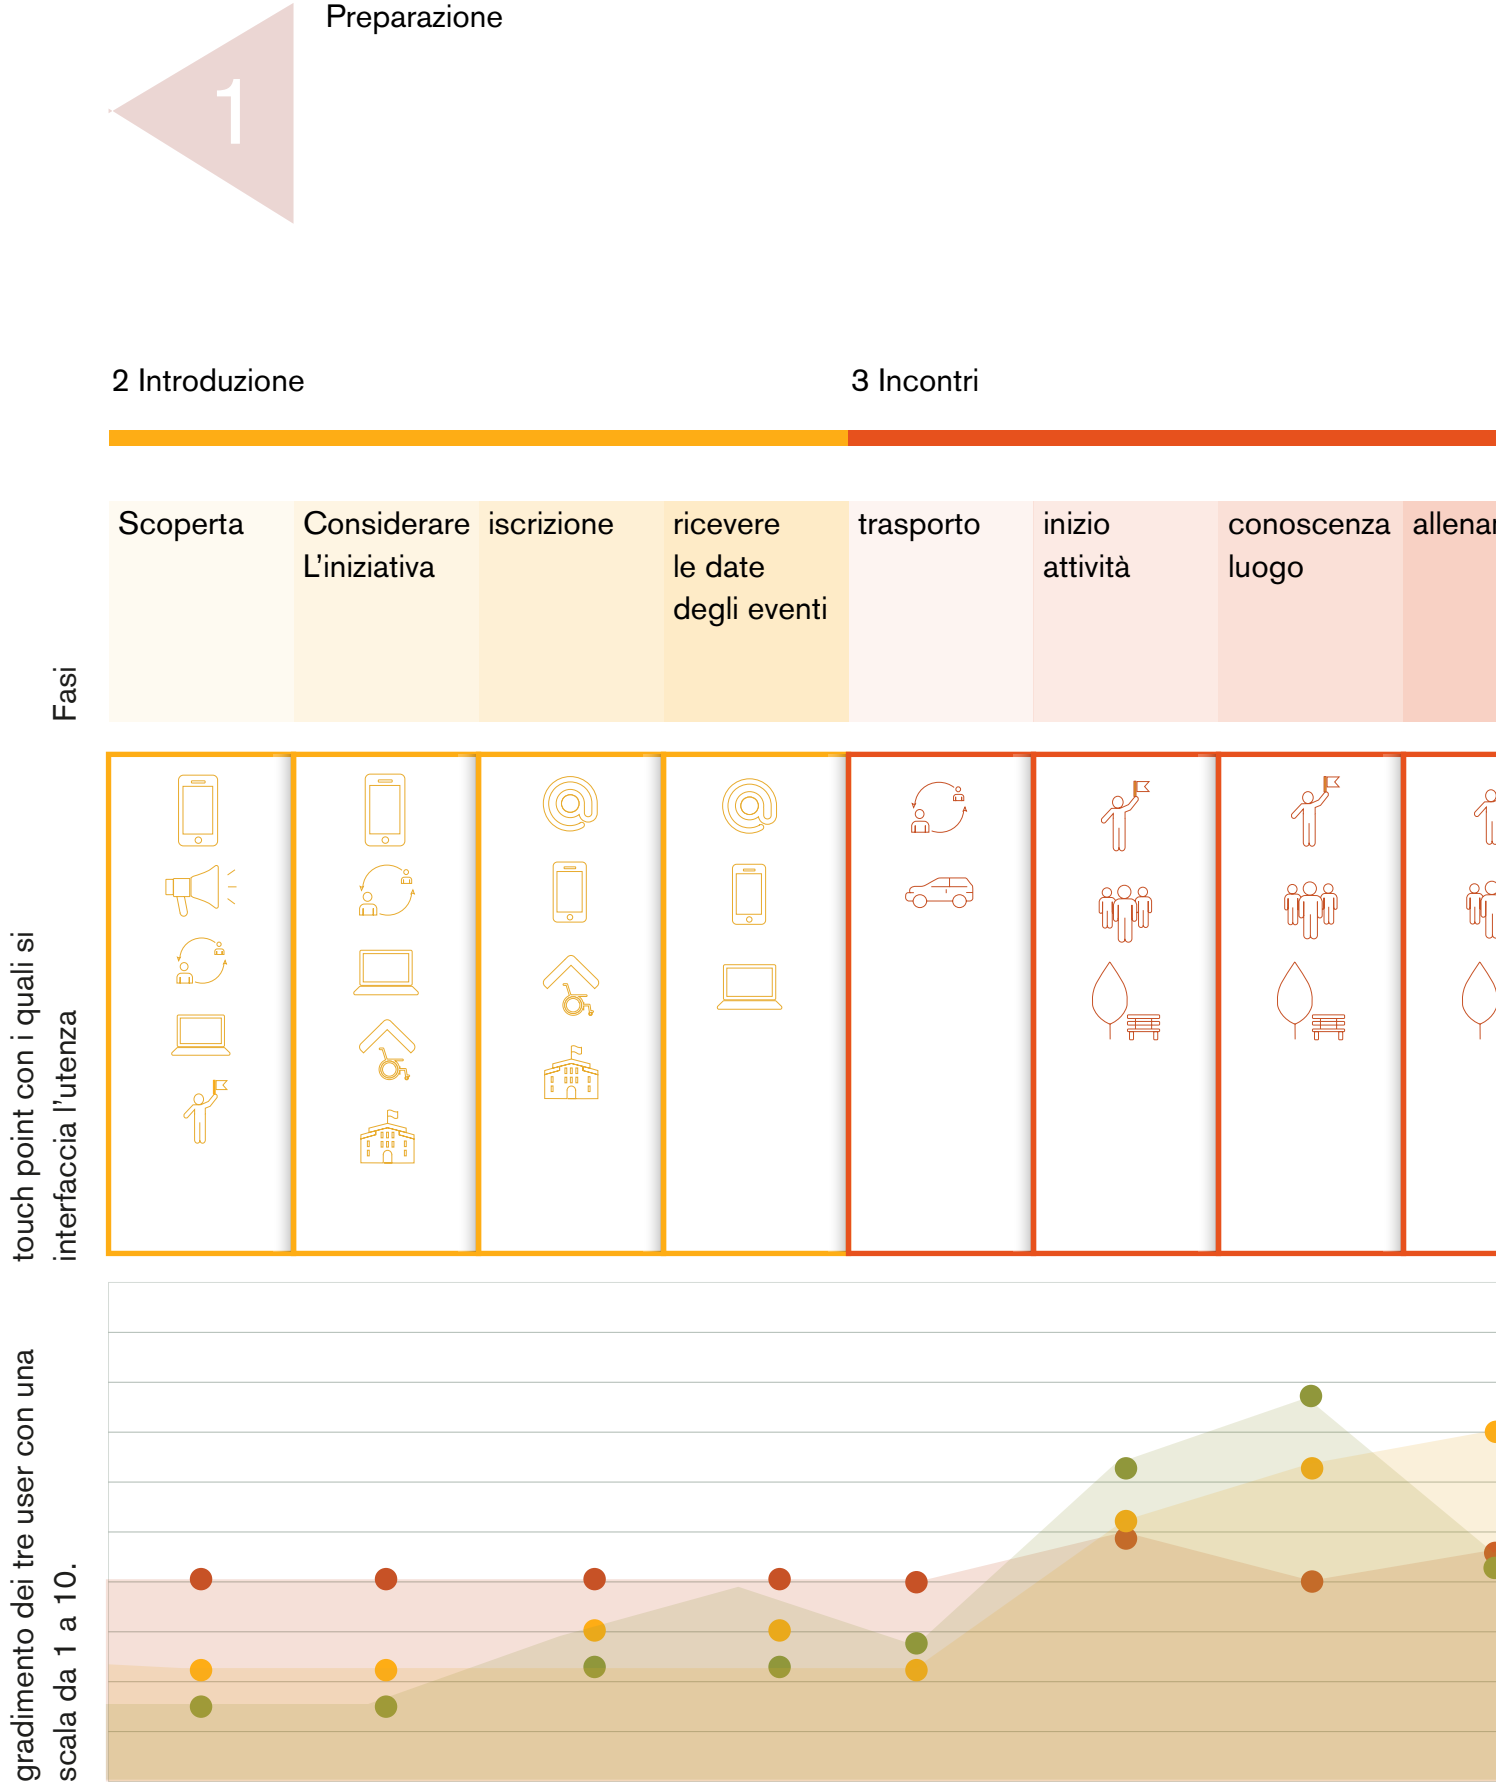 Preparazione
1
2 Introduzione
3 Incontri
Scoperta
Considerare
L’iniziativa
iscrizione
ricevere
le date
degli eventi
trasporto
inizio
attività
conoscenza
luogo
Fasi
touch point con i quali si
interfaccia l’utenza
gradimento dei tre user con una
scala da 1 a 10.